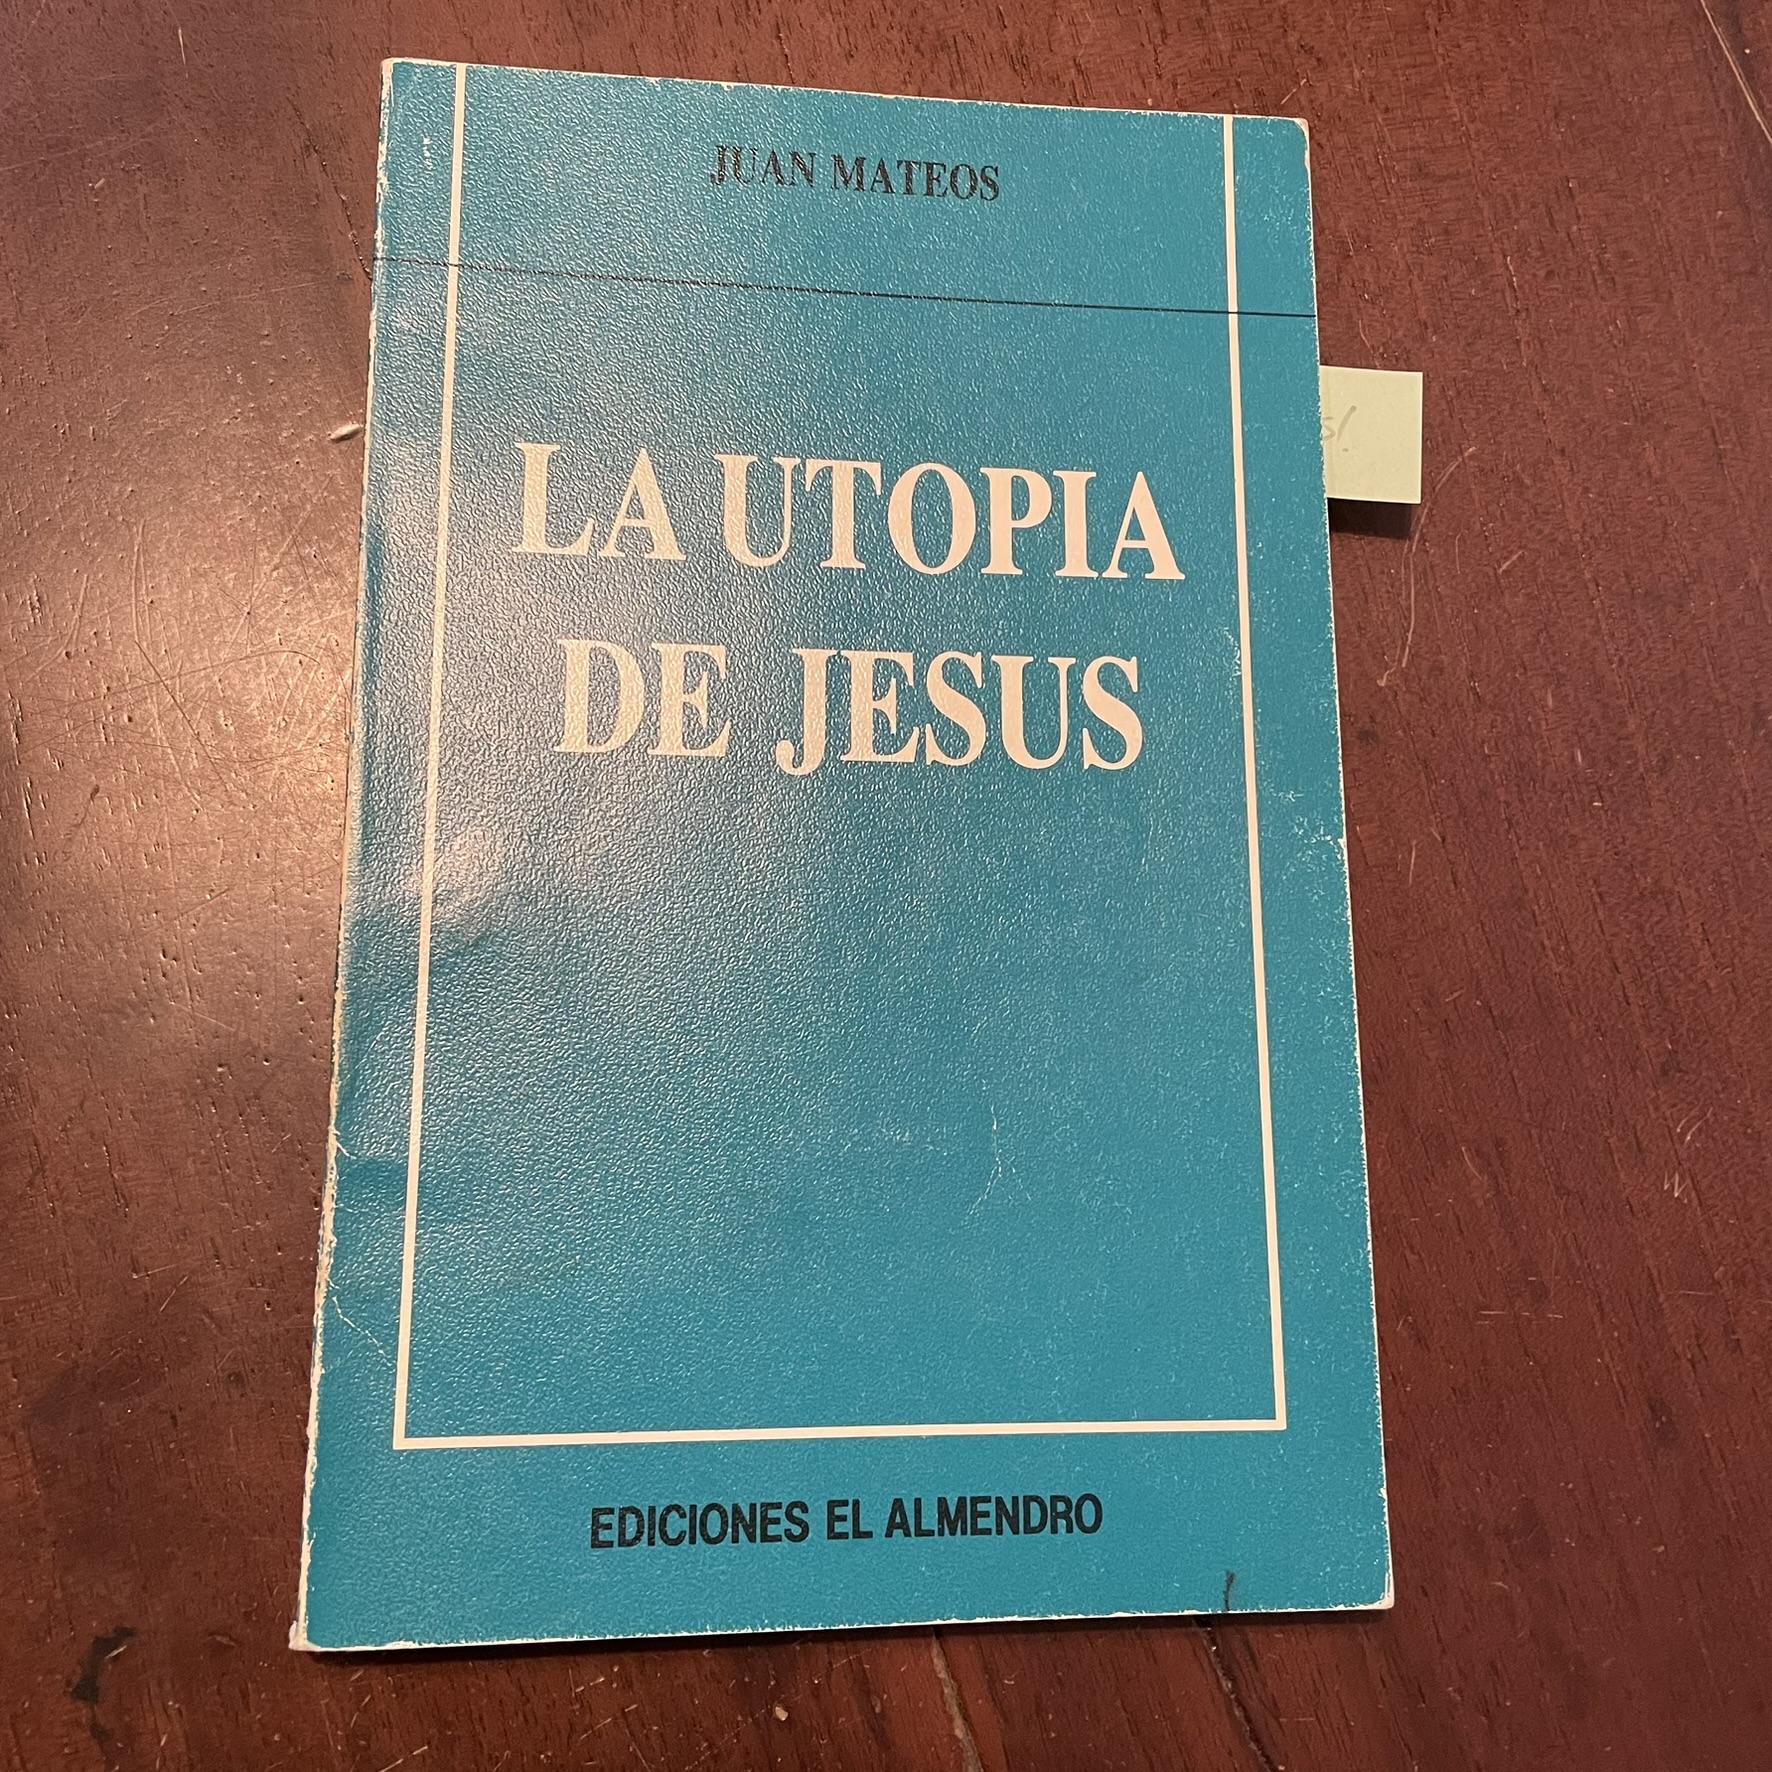 JUAN MATEOS
LA UTOPIA
DE JESUS
EDICIONES EL ALMENDRO